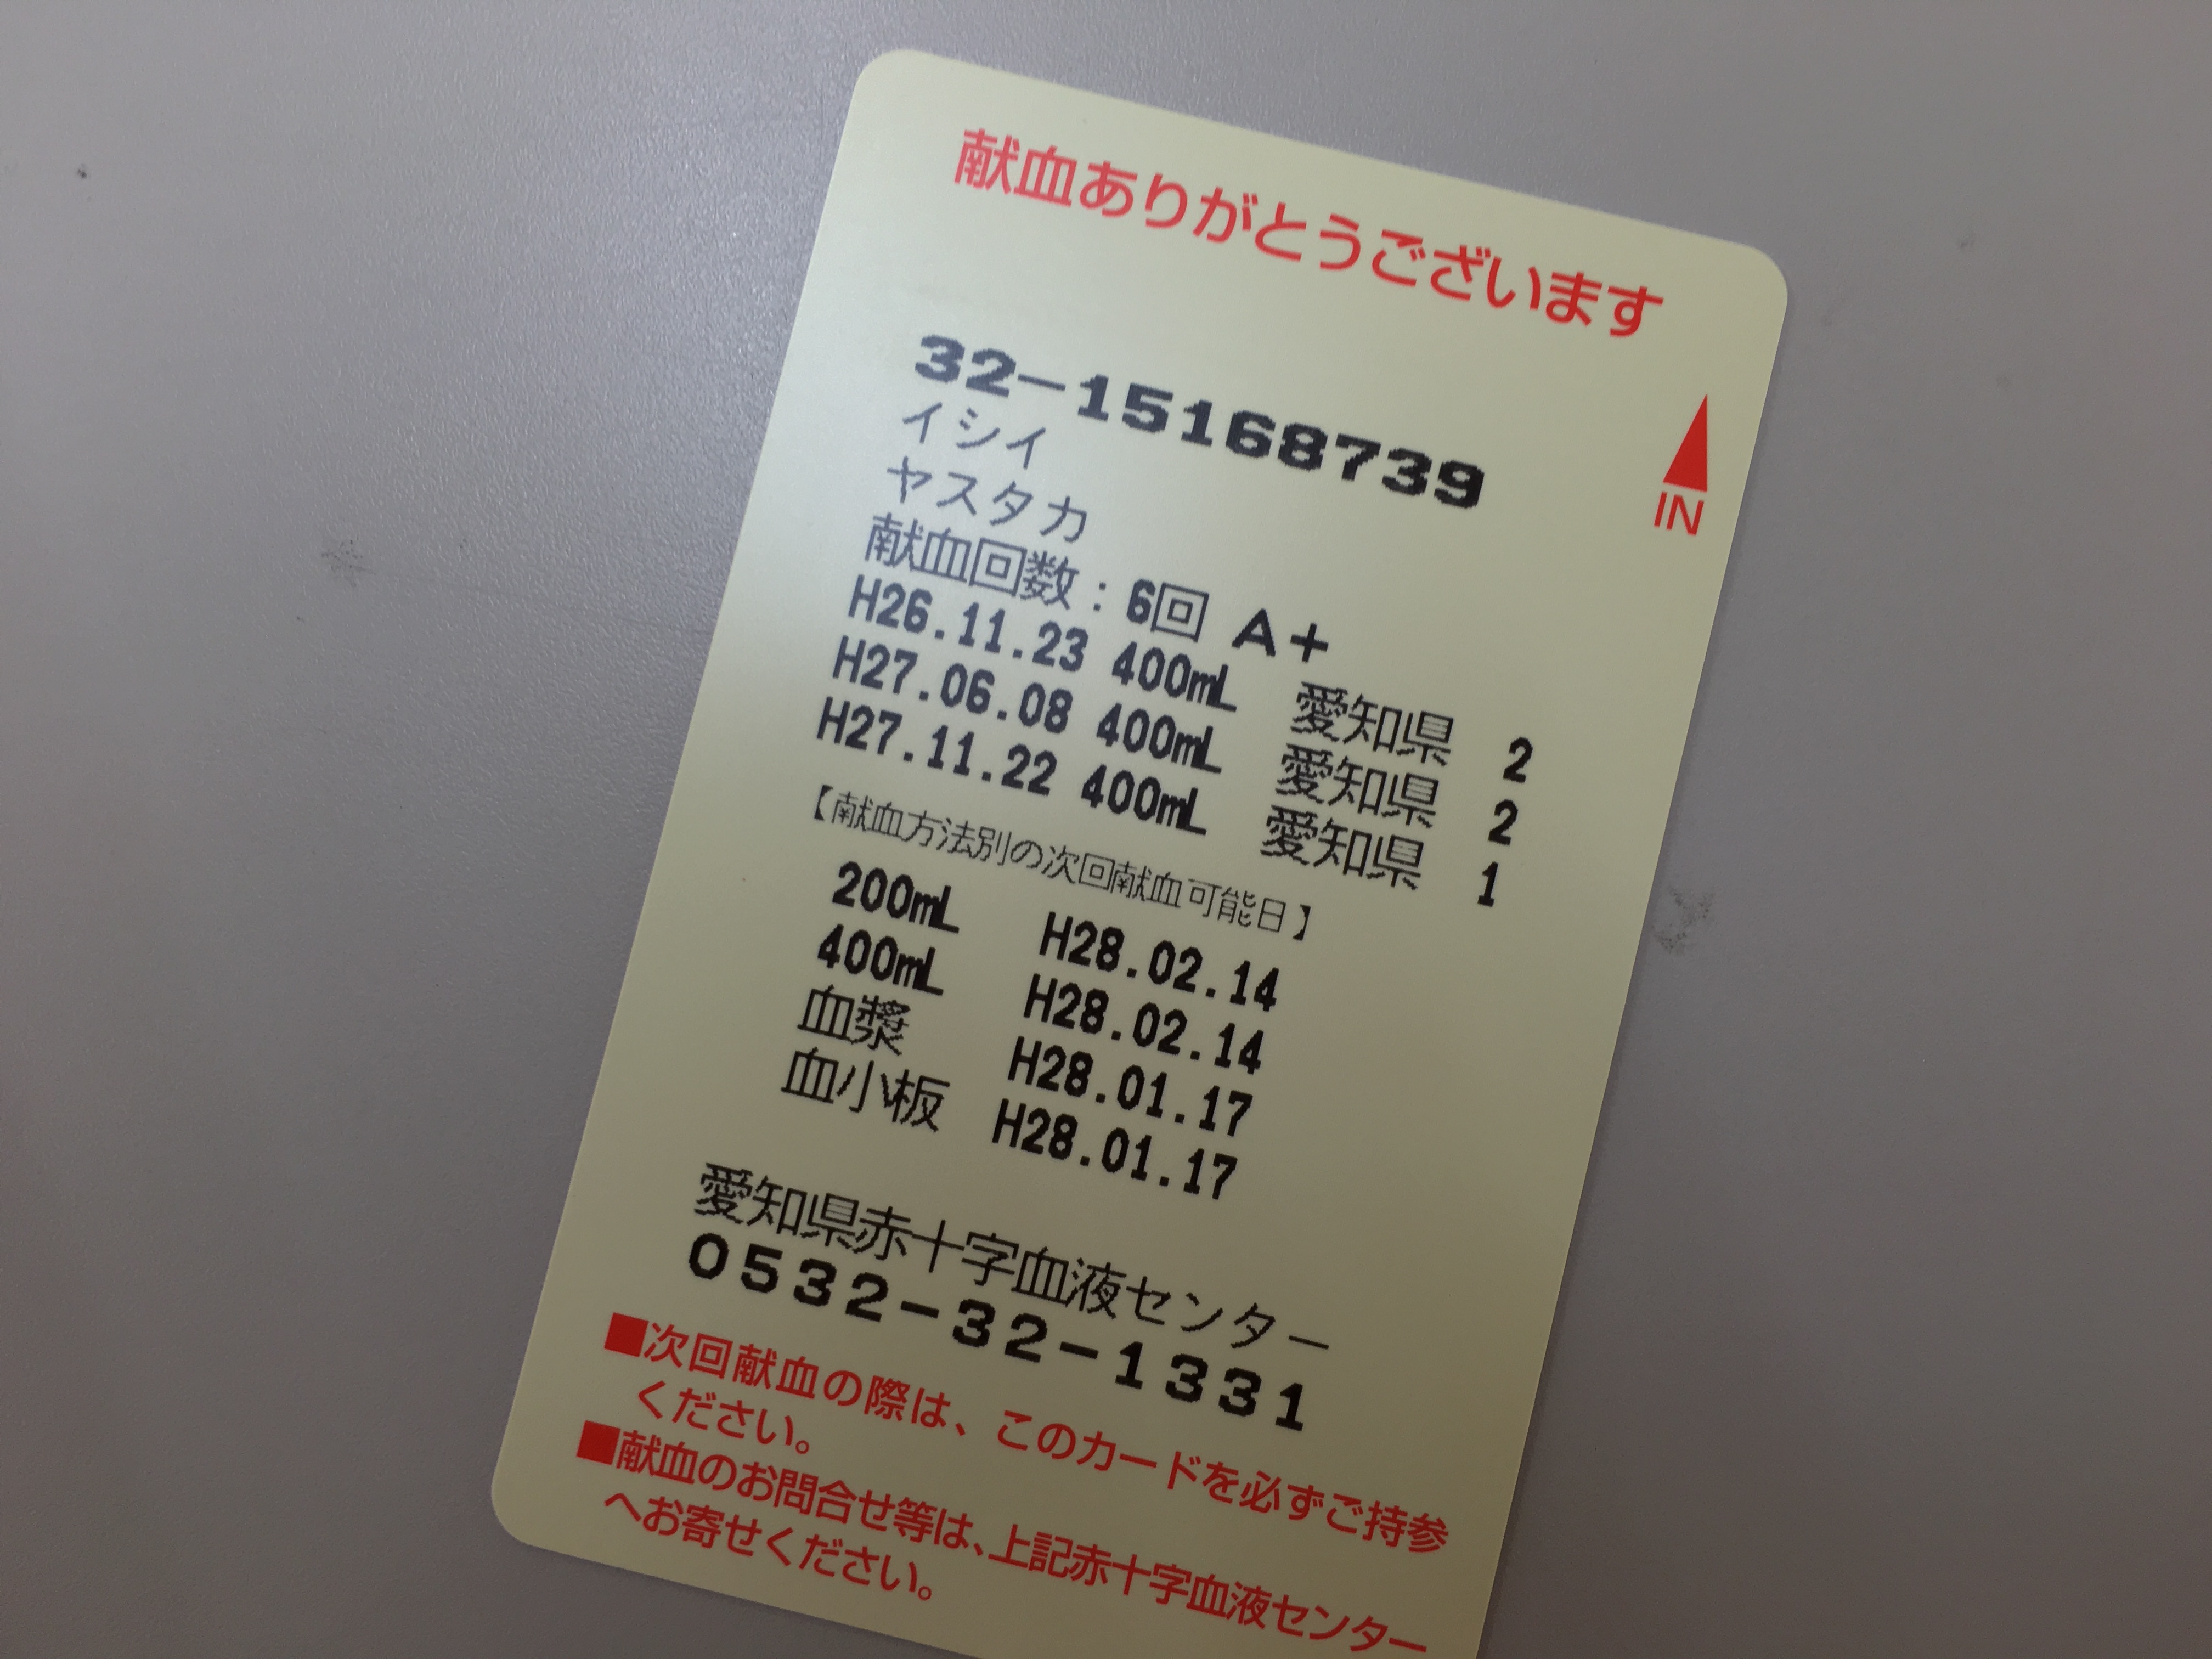 献血ありがとうございます
IN
32-15168739
イシイ
ヤスタカ
献血回数:6回 A+
H26.11.23 400mL 愛知県 2
H27.06.08 400mL 愛知県 2
H27.11.22 400mL 愛知県 1
【献血方法別の次回献血可能日】
200mL H28.02.14
400mL H28.02.14
血漿 H28.01.17
血小板 H28.01.17
愛知県赤十字血液センター
0532-32-1331
■次回献血の際は、このカードを必ずご持参
ください。
■献血のお問合せ等は、上記赤十字血液センター
へお寄せください。